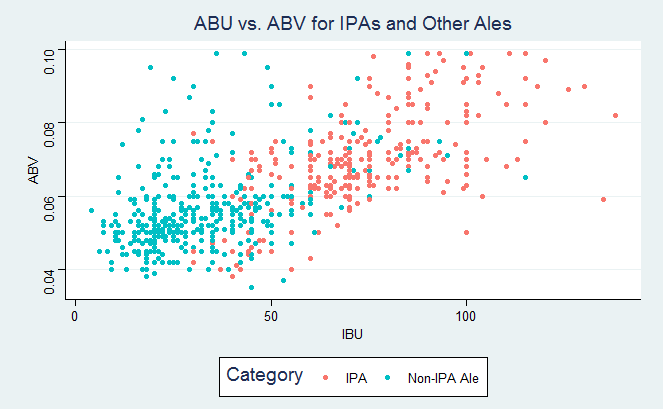 ABU vs. ABV for IPAs and Other Ales
ABV
0.10
0.08
0.06
0.04
0
50
100
IBU
Category
IPA
Non-IPA Ale